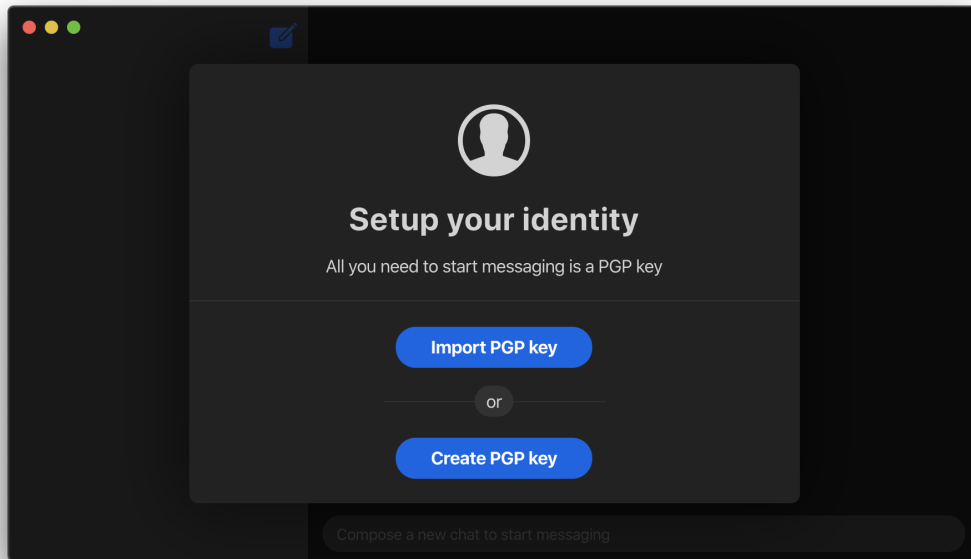 Setup your identity
All you need to start messaging is a PGP key
Import PGP key
or
Create PGP key
Compose a new chat to start messaging